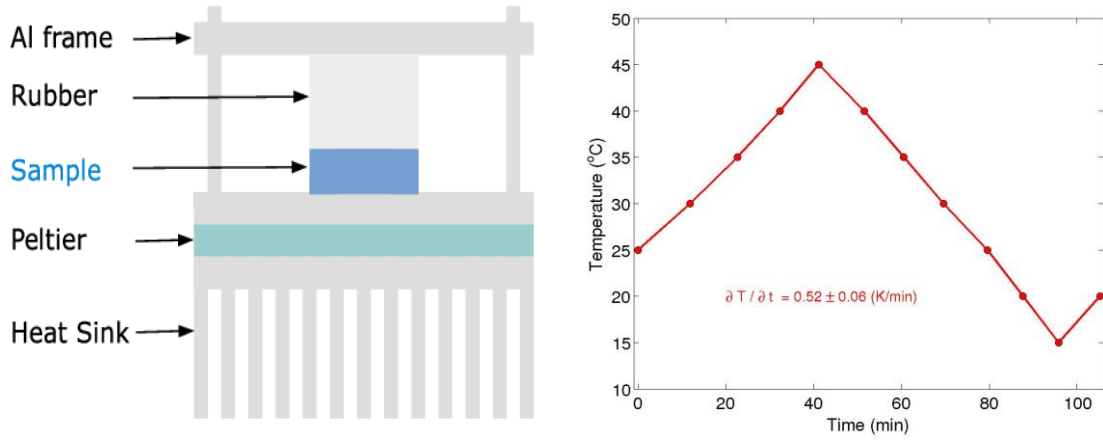 Al frame
Rubber
Sample
Peltier
Heat Sink
50
45
40
35
30
25
20
15
10
Temperature (°C)
∂ T / ∂ t = 0.52 ± 0.06 (K/min)
0
20
40
60
80
100
Time (min)